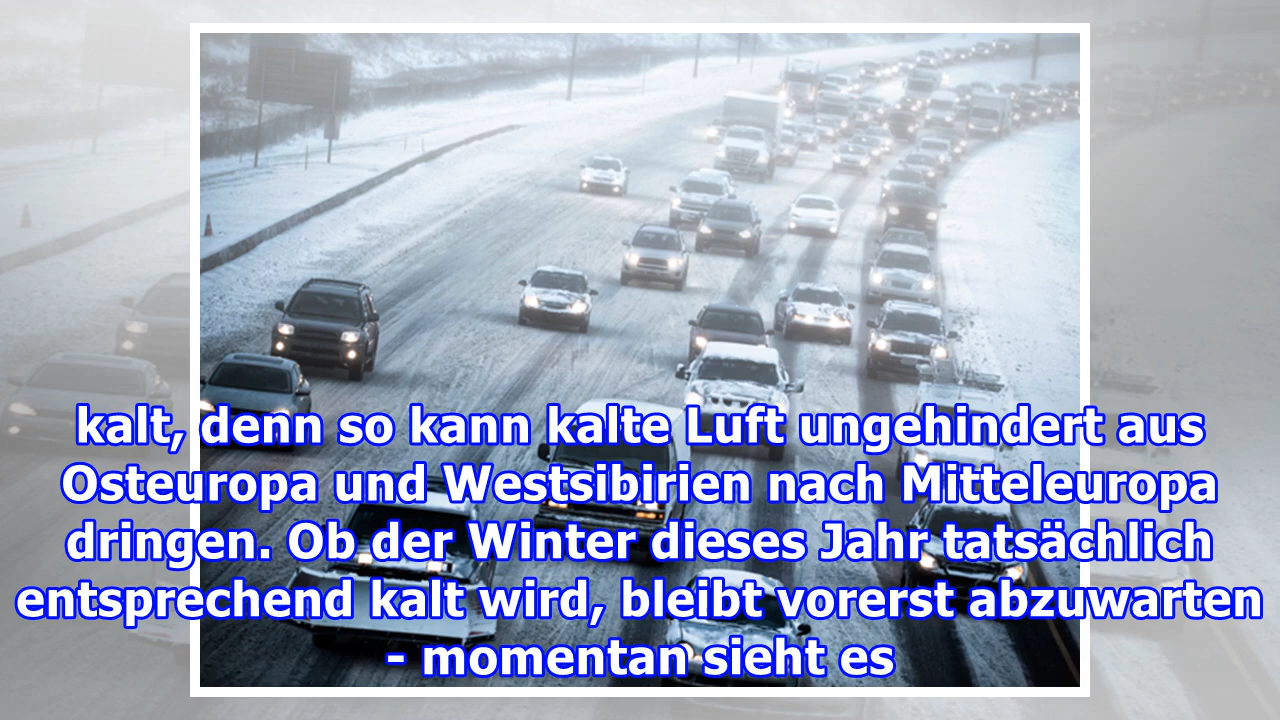 kalt, denn so kann kalte Luft ungehindert aus
Osteuropa und Westsibirien nach Mitteleuropa
dringen. Ob der Winter dieses Jahr tatsächlich
entsprechend kalt wird, bleibt vorerst abzuwarten
- momentan sieht es